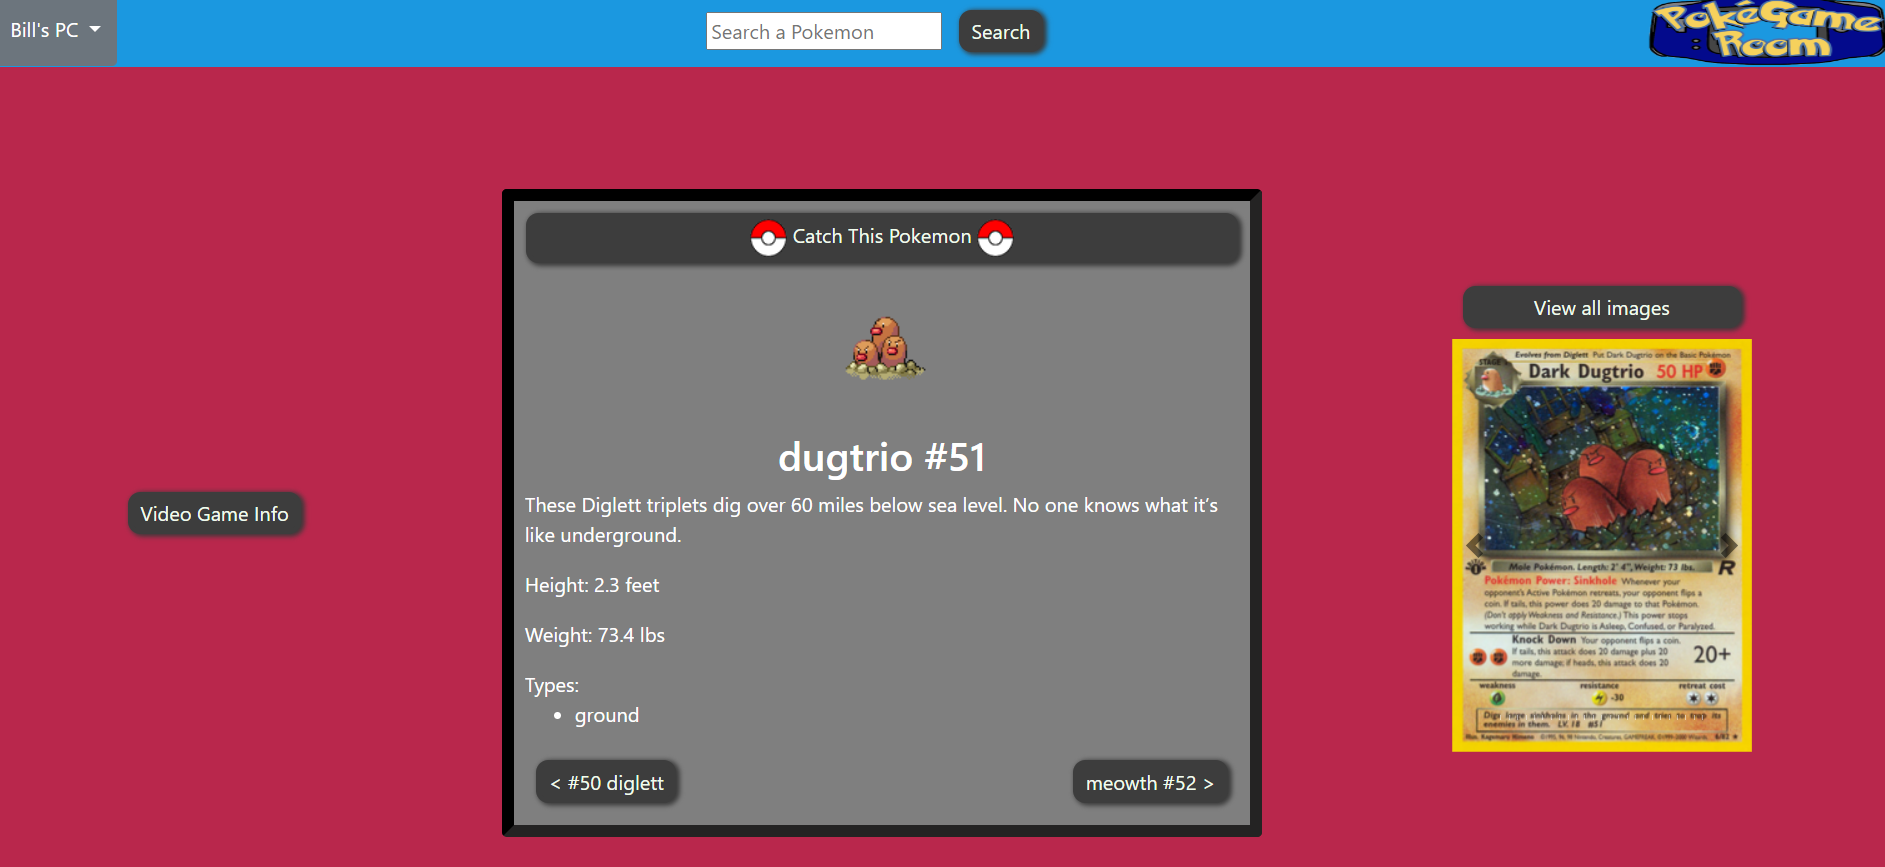 Bill's PC
Search a Pokemon
Search
PokéGame
Room
Catch This Pokemon
dugtrio #51
These Diglett triplets dig over 60 miles below sea level. No one knows what it’s
like underground.
Height: 2.3 feet
Weight: 73.4 lbs
Types:
• ground
< #50 diglett
meowth #52 >
Video Game Info
View all images
Evolves from Diglett Put Dark Dugtrio on the Basic Pokémon
STAGE 1
Dark Dugtrio 50 HP
Mole Pokémon. Length: 2' 4", Weight: 73 lbs.
R
Pokémon Power: Sinkhole Whenever your
opponent's Active Pokémon retreats, your opponent flips a
coin. If tails, this power does 20 damage to that Pokémon.
(Don't apply Weakness and Resistance.) This power stops
working while Dark Dugtrio is Asleep, Confused, or Paralyzed.
Knock Down Your opponent flips a coin.
If tails, this attack does 20 damage plus 20
more damage; if heads, this attack does 20
damage.
20+
weakness resistance retreat cost
-30
Digs large sinkholes in the ground and tries to trap its
enemies in them. LV. 18 #51